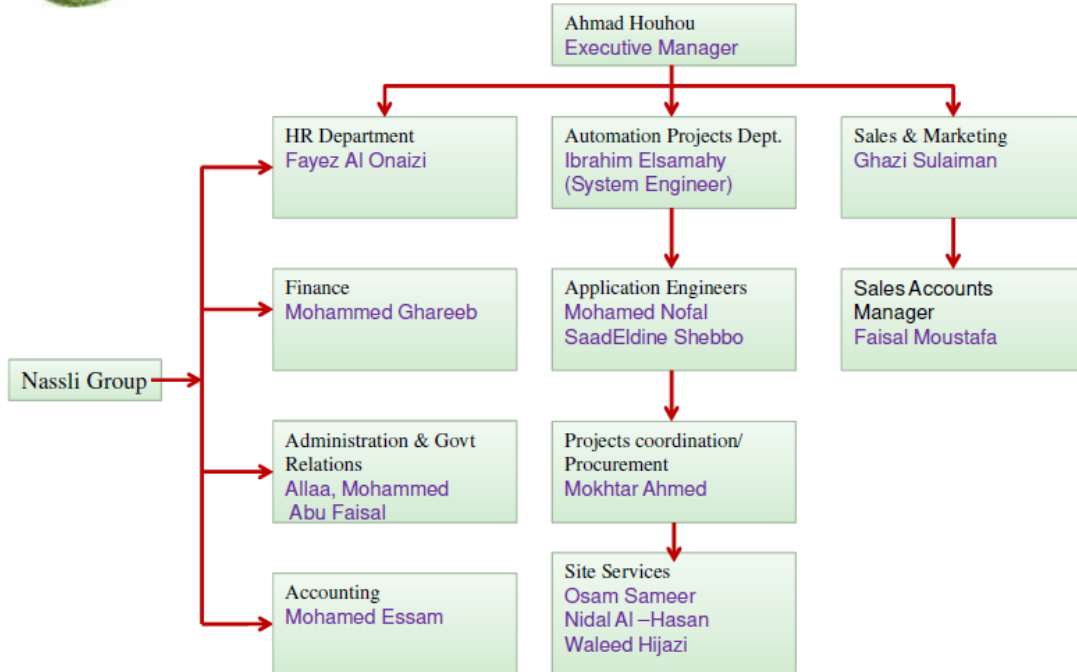 Ahmad Houhou
Executive Manager
HR Department
Fayez Al Onaizi
Automation Projects Dept.
Ibrahim Elsamahy
(System Engineer)
Sales & Marketing
Ghazi Sulaiman
Finance
Mohammed Ghareeb
Application Engineers
Mohamed Nofal
SaadEldine Shebbo
Sales Accounts
Manager
Faisal Moustafa
Nassli Group
Administration & Govt
Relations
Allaa, Mohammed
Abu Faisal
Projects coordination/
Procurement
Mokhtar Ahmed
Accounting
Mohamed Essam
Site Services
Osam Sameer
Nidal Al –Hasan
Waleed Hijazi